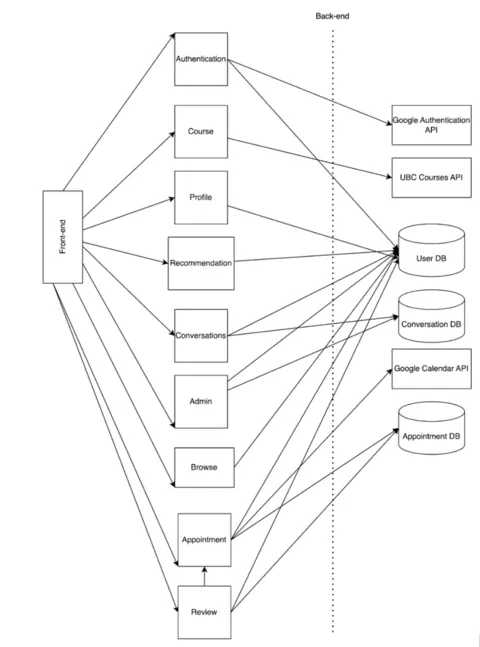 Back-end
Authentication
Google Authentication
API
Course
UBC Courses API
Profile
Front-end
User DB
Recommendation
Conversations
Conversation DB
Google Calendar API
Admin
Appointment DB
Browse
Appointment
Review